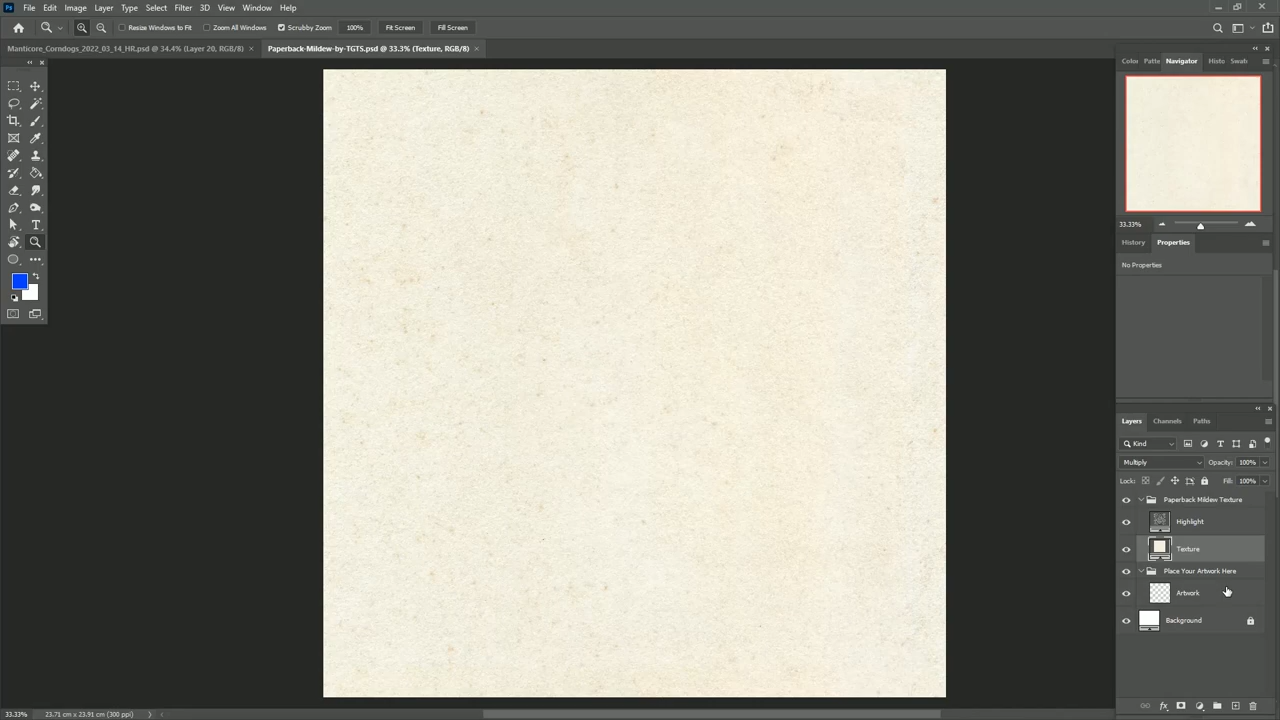 File Edit Image Layer Type Select Filter 3D View Window Help
Resize Windows to Fit Zoom All Windows Scrubby Zoom 100% Fit Screen Fill Screen
Manticore_Corndogs_2022_03_14_HR.psd @ 34.4% (Layer 20, RGB/8) × Paperback-Mildew-by-TGTS.psd @ 33.3% (Texture, RGB/8) ×
Color Patte Navigator Histo Swatc
33.33%
History Properties
No Properties
Layers Channels Paths
Kind
Multiply Opacity: 100%
Lock: Fill: 100%
Paperback Mildew Texture
Highlight
Texture
Place Your Artwork Here
Artwork
Background
33.33% 23.71 cm x 23.91 cm (300 ppi)